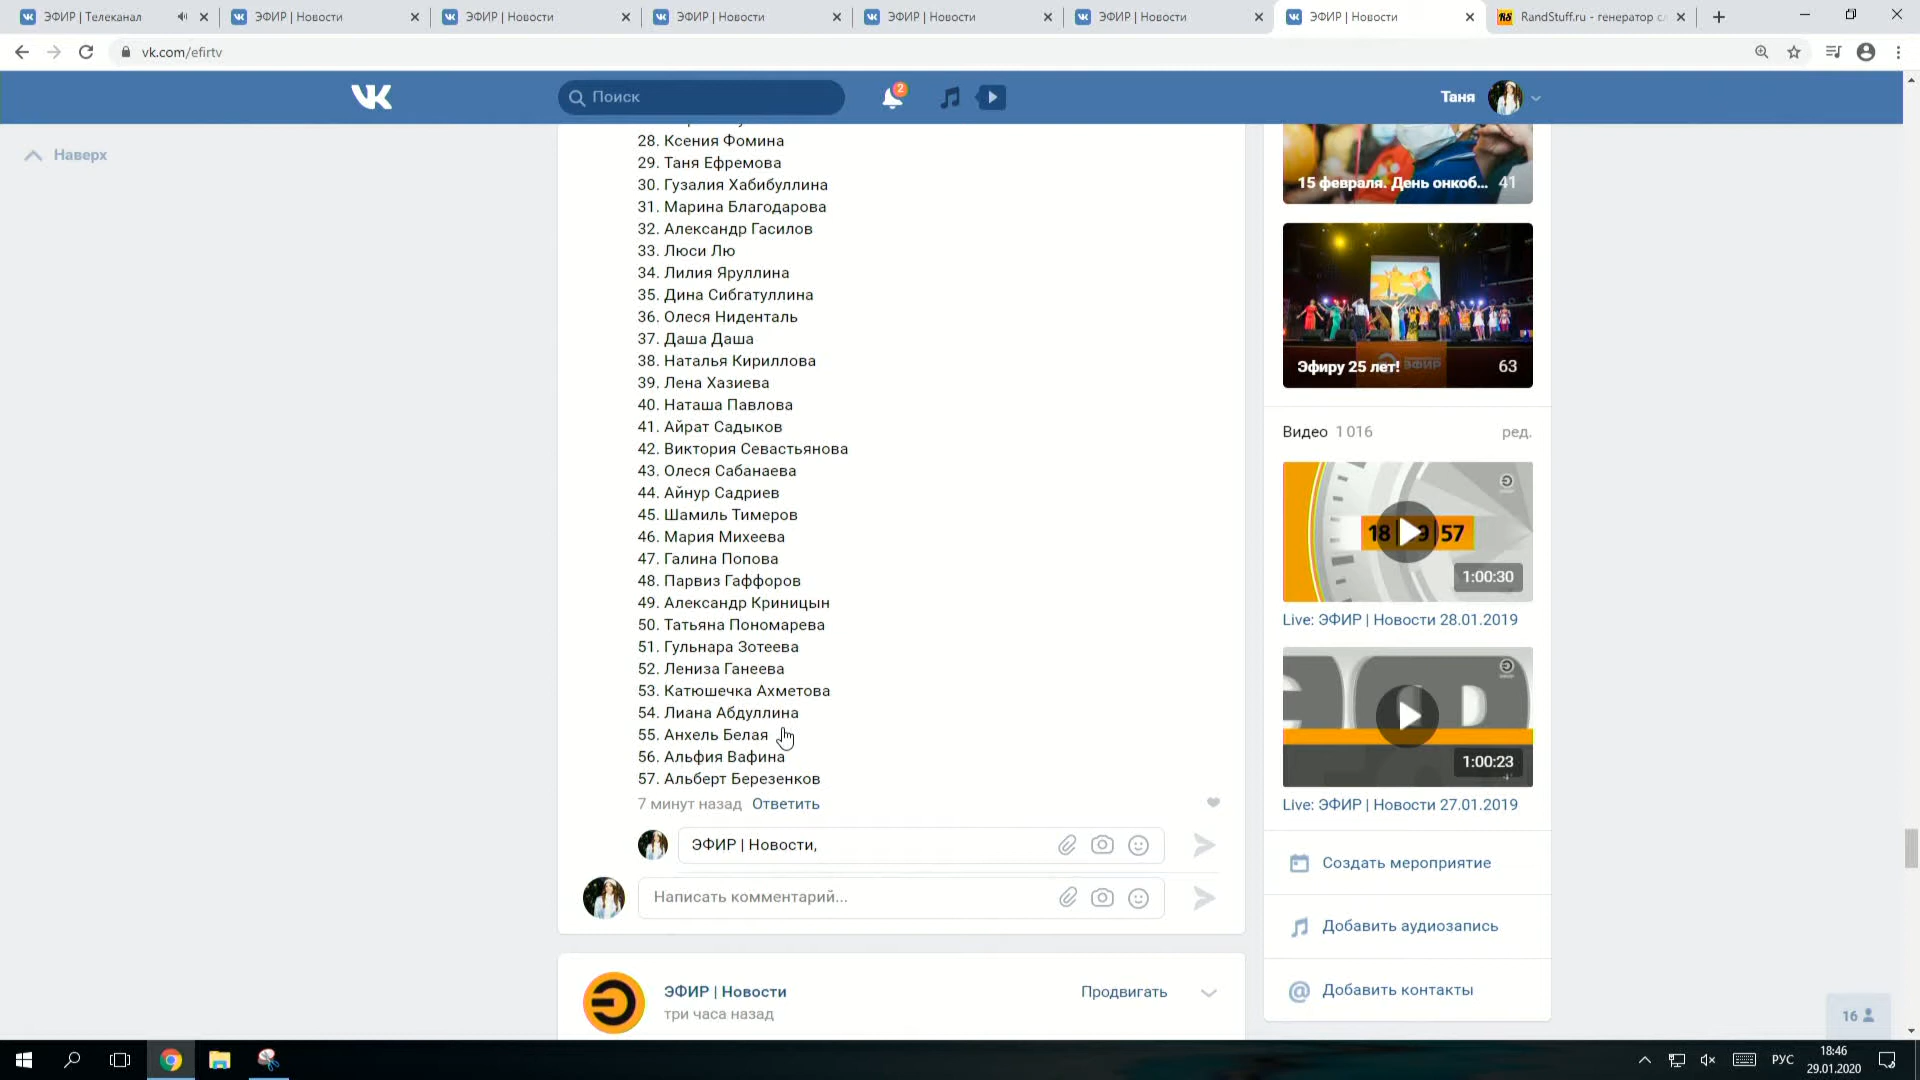 ЭФИР | Телеканал
ЭФИР | Новости
ЭФИР | Новости
ЭФИР | Новости
ЭФИР | Новости
ЭФИР | Новости
ЭФИР | Новости
RandStuff.ru - генератор
vk.com/efirtv
Поиск
2
Таня
Наверх
28. Ксения Фомина
29. Таня Ефремова
30. Гузалия Хабибуллина
31. Марина Благодарова
32. Александр Гасилов
33. Люси Лю
34. Лилия Яруллина
35. Дина Сибгатуллина
36. Олеся Ниденталь
37. Даша Даша
38. Наталья Кириллова
39. Лена Хазиева
40. Наташа Павлова
41. Айрат Садыков
42. Виктория Севастьянова
43. Олеся Сабанаева
44. Айнур Садриев
45. Шамиль Тимеров
46. Мария Михеева
47. Галина Попова
48. Парвиз Гаффоров
49. Александр Криницын
50. Татьяна Пономарева
51. Гульнара Зотеева
52. Лениза Ганеева
53. Катюшечка Ахметова
54. Лиана Абдуллина
55. Анхель Белая
56. Альфия Вафина
57. Альберт Березенков
7 минут назад Ответить
ЭФИР | Новости,
Написать комментарий...
ЭФИР | Новости
три часа назад
Продвигать
15 февраля. День онкоб... 41
Эфиру 25 лет! 63
Видео 1 016 ред.
1:00:30
Live: ЭФИР | Новости 28.01.2019
1:00:23
Live: ЭФИР | Новости 27.01.2019
Создать мероприятие
Добавить аудиозапись
Добавить контакты
16
РУС
18:46
29.01.2020